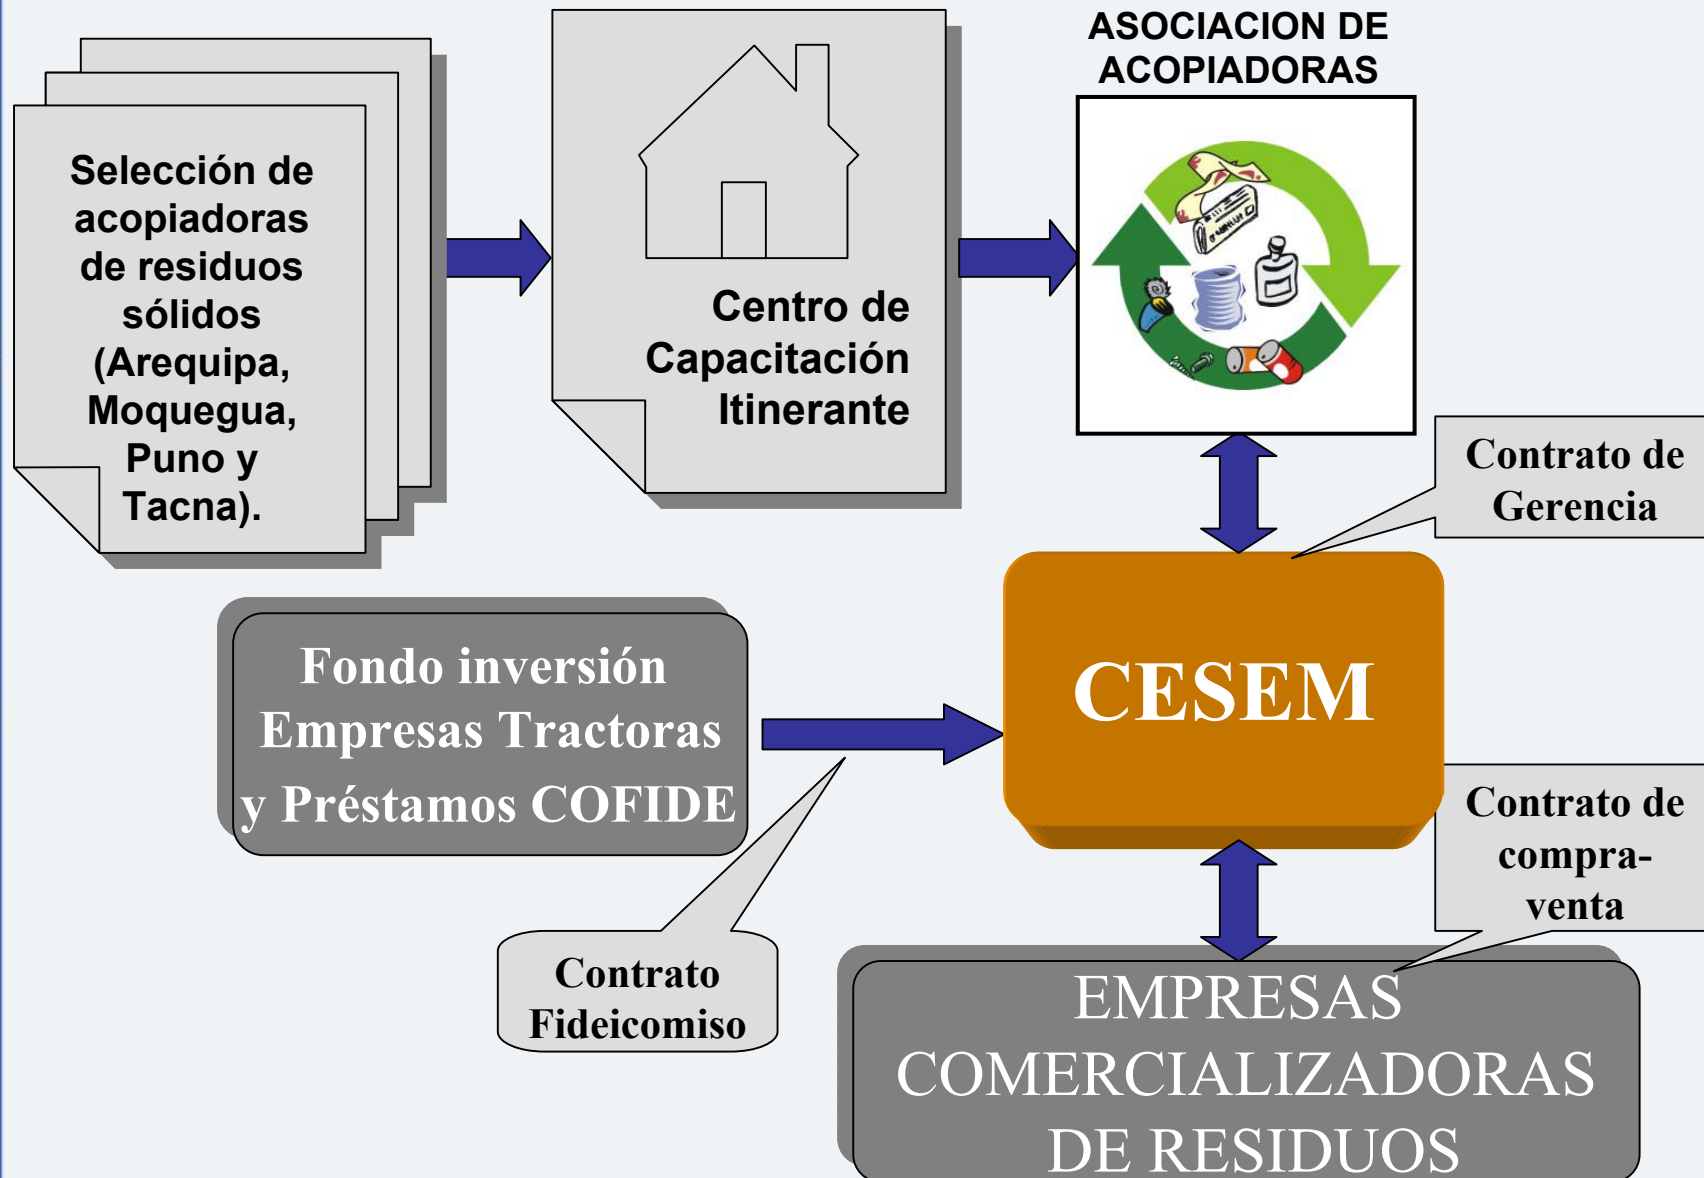 Selección de
acopiadoras
de residuos
sólidos
(Arequipa,
Moquegua,
Puno y
Tacna).
Centro de
Capacitación
Itinerante
ASOCIACION DE
ACOPIADORAS
Contrato de
Gerencia
CESEM
Fondo inversión
Empresas Tractoras
y Préstamos COFIDE
Contrato
Fideicomiso
Contrato de
compra-
venta
EMPRESAS
COMERCIALIZADORAS
DE RESIDUOS